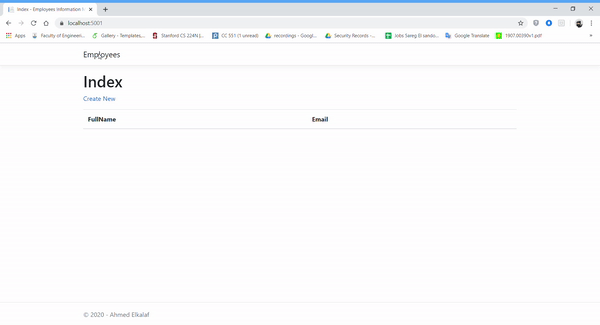 Index - Employees Information
localhost:5001
Apps Faculty of Engineeri... Gallery - Templates,... Stanford CS 224N |... CC 551 (1 unread) recordings - Googl... Security Records -... Jobs Sareg El sando... Google Translate 1907.00390v1.pdf
Employees
Index
Create New
FullName Email
© 2020 - Ahmed Elkalaf